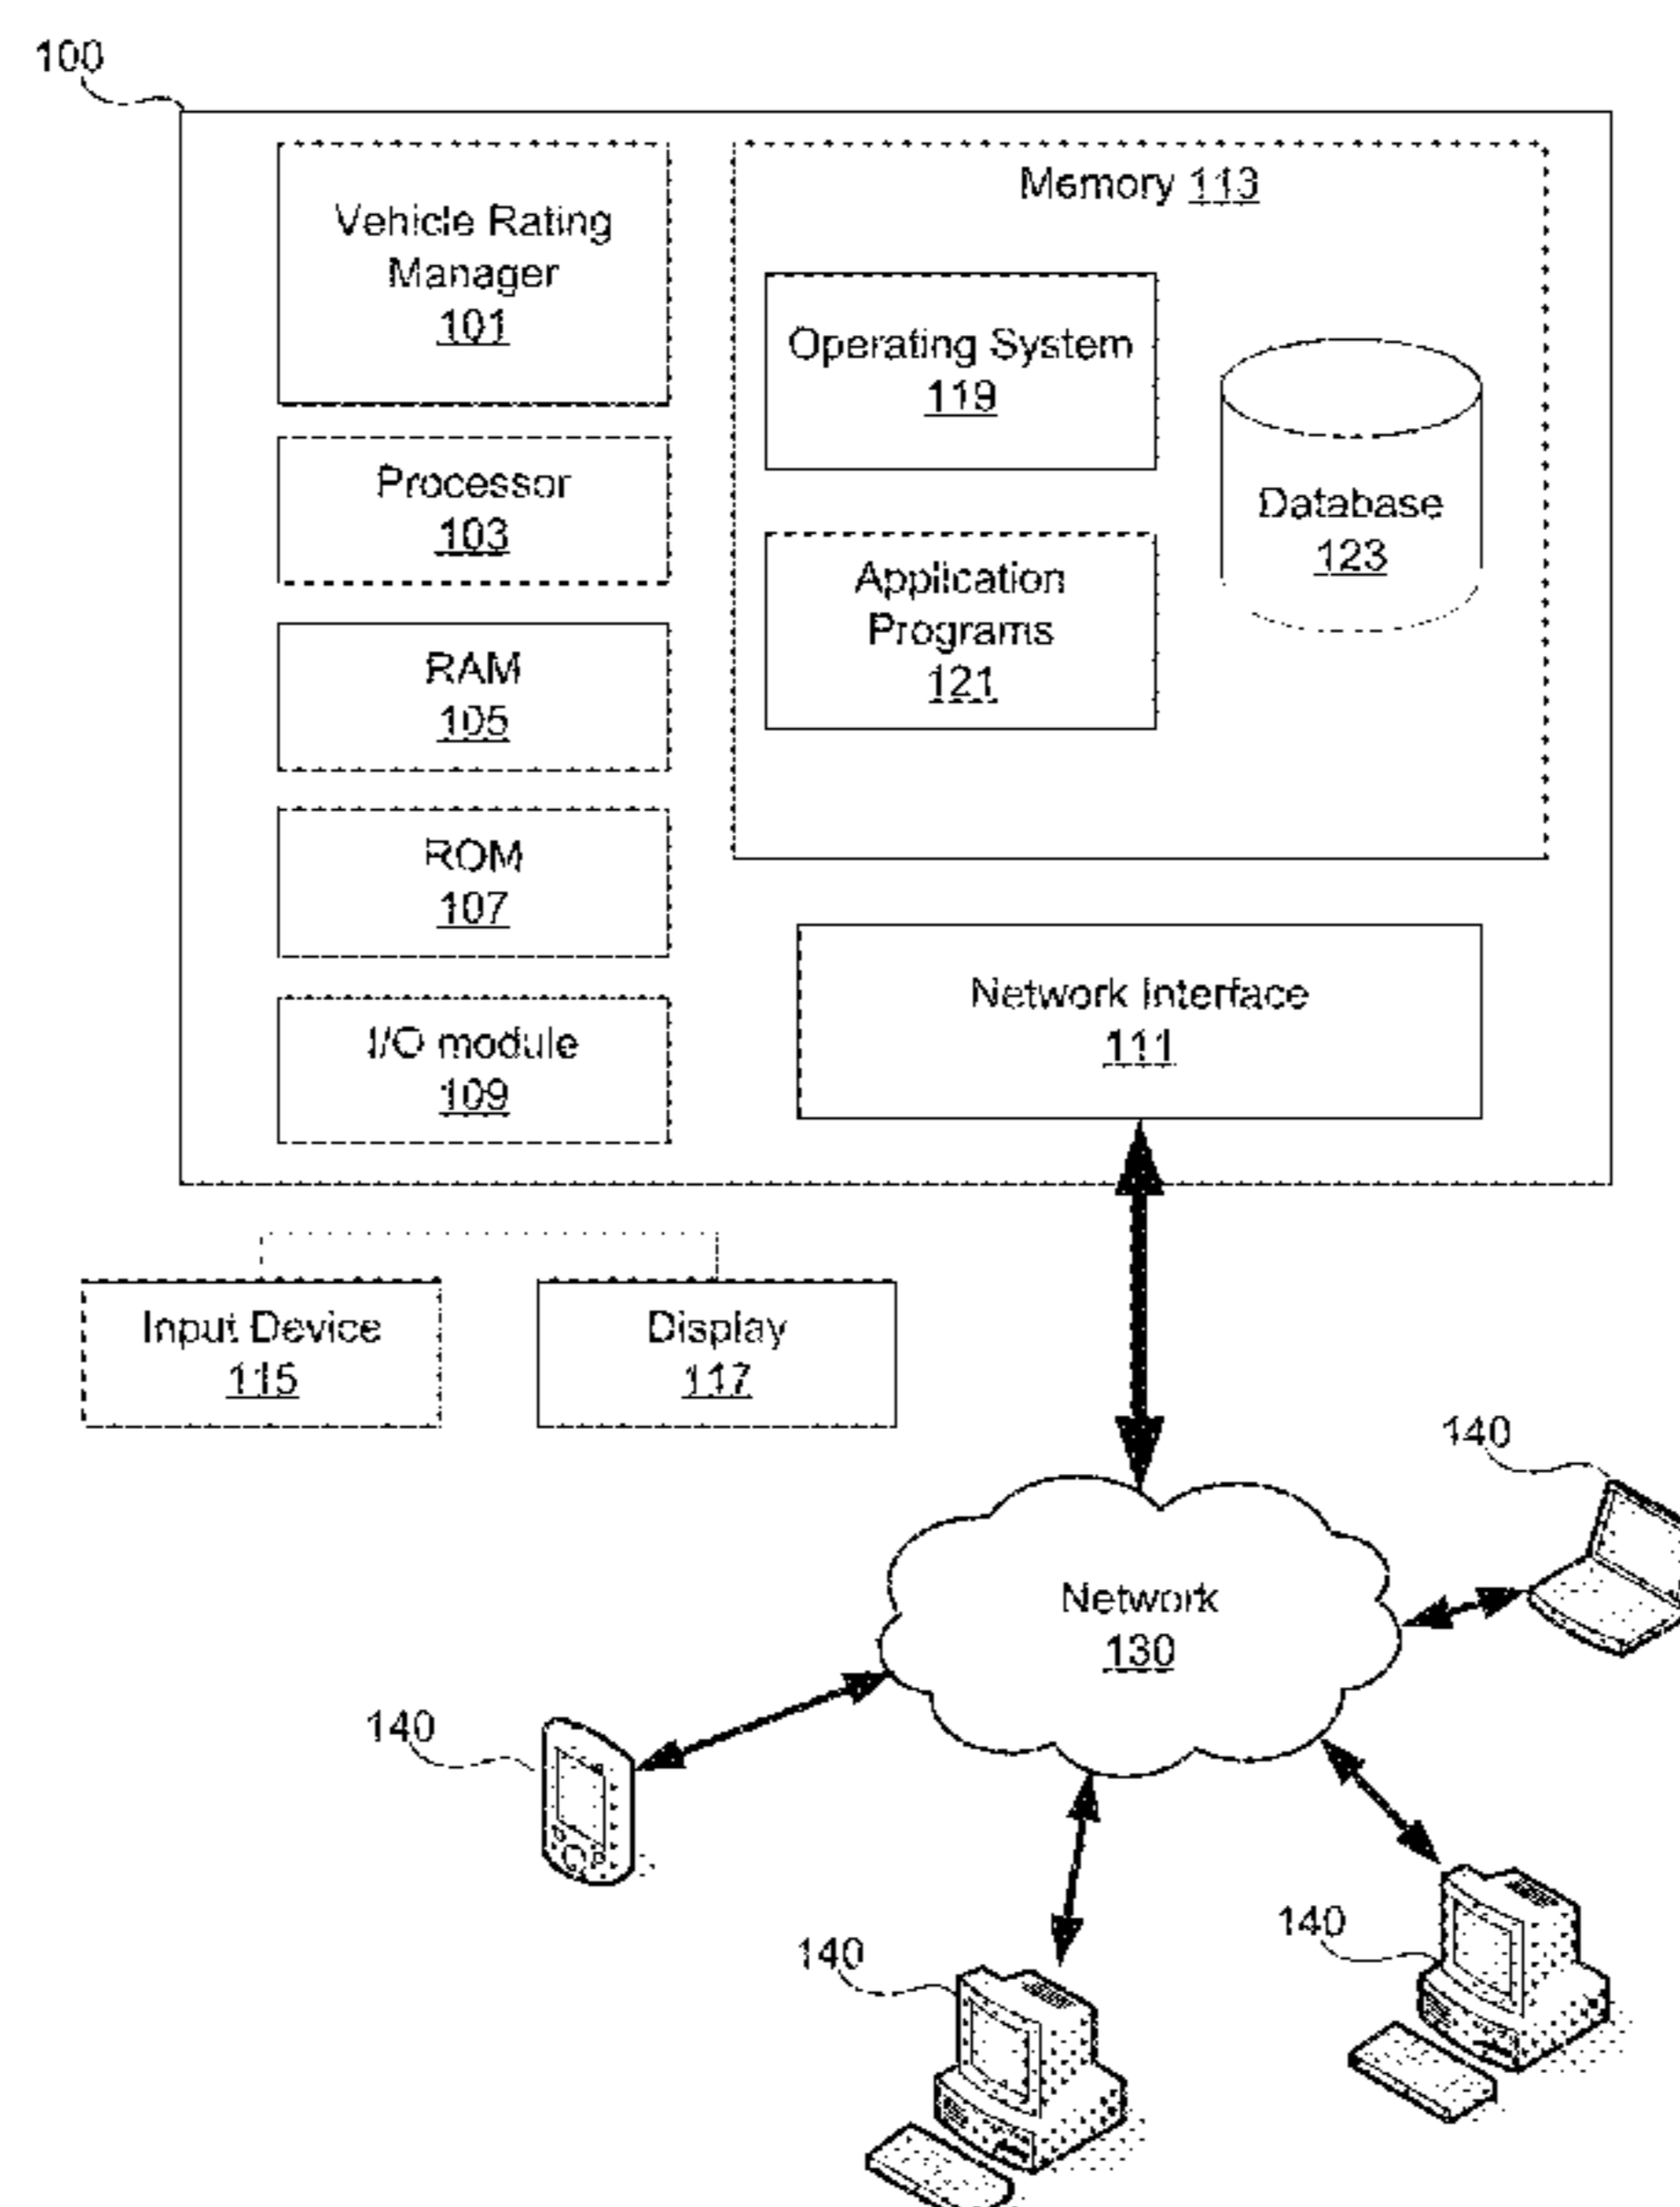 100
Vehicle Rating
Manager
101
Processor
103
RAM
105
ROM
107
I/O module
109
Memory 113
Operating System
119
Application
Programs
121
Database
123
Network Interface
111
Input Device
115
Display
117
Network
130
140
140
140
140